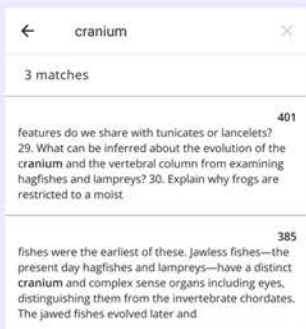 ← cranium ×
3 matches
401
features do we share with tunicates or lancelets?
29. What can be inferred about the evolution of the
cranium and the vertebral column from examining
hagfishes and lampreys? 30. Explain why frogs are
restricted to a moist
385
fishes were the earliest of these. Jawless fishes—the
present day hagfishes and lampreys—have a distinct
cranium and complex sense organs including eyes,
distinguishing them from the invertebrate chordates.
The jawed fishes evolved later and